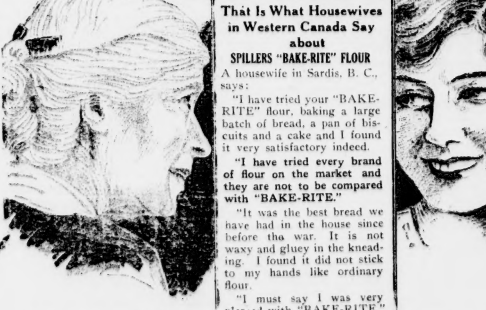 That Is What Housewives
in Western Canada Say
about
SPILLERS "BAKE-RITE" FLOUR
A housewife in Sardis, B. C.,
says:
"I have tried your "BAKE-
RITE" flour, baking a large
batch of bread, a pan of bis-
cuits and a cake and I found
it very satisfactory indeed.
"I have tried every brand
of flour on the market and
they are not to be compared
with "BAKE-RITE."
"It was the best bread we
have had in the house since
before tha war. It is not
waxy and gluey in the knead-
ing. I found it did not stick
to my hands like ordinary
flour.
"I must say I was very
pleased with "BAKE-RITE."